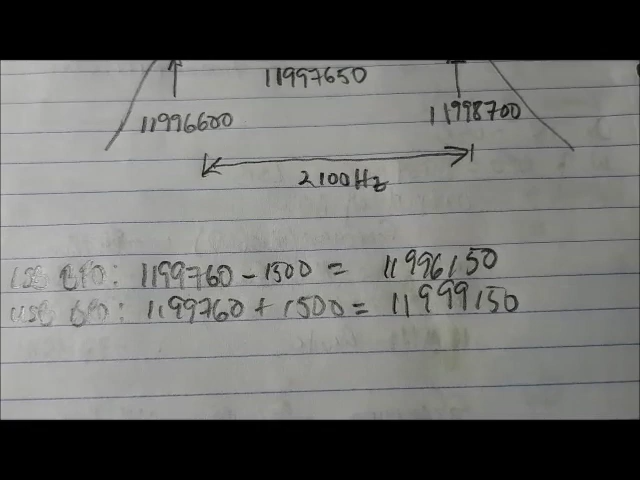 11997650
11996600
11998700
2100Hz
LSB BFO: 1199760 - 1500 = 11996150
USB BFO: 1199760 + 1500 = 11999150